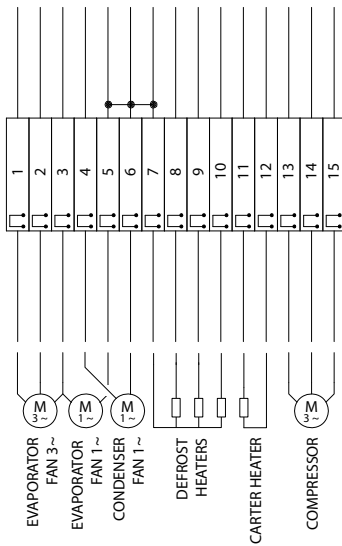 1
2
3
4
5
6
7
8
9
10
11
12
13
14
15
M
3~
M
1~
M
1~
M
3~
EVAPORATOR
FAN 3~
EVAPORATOR
FAN 1~
CONDENSER
FAN 1~
DEFROST
HEATERS
CARTER HEATER
COMPRESSOR